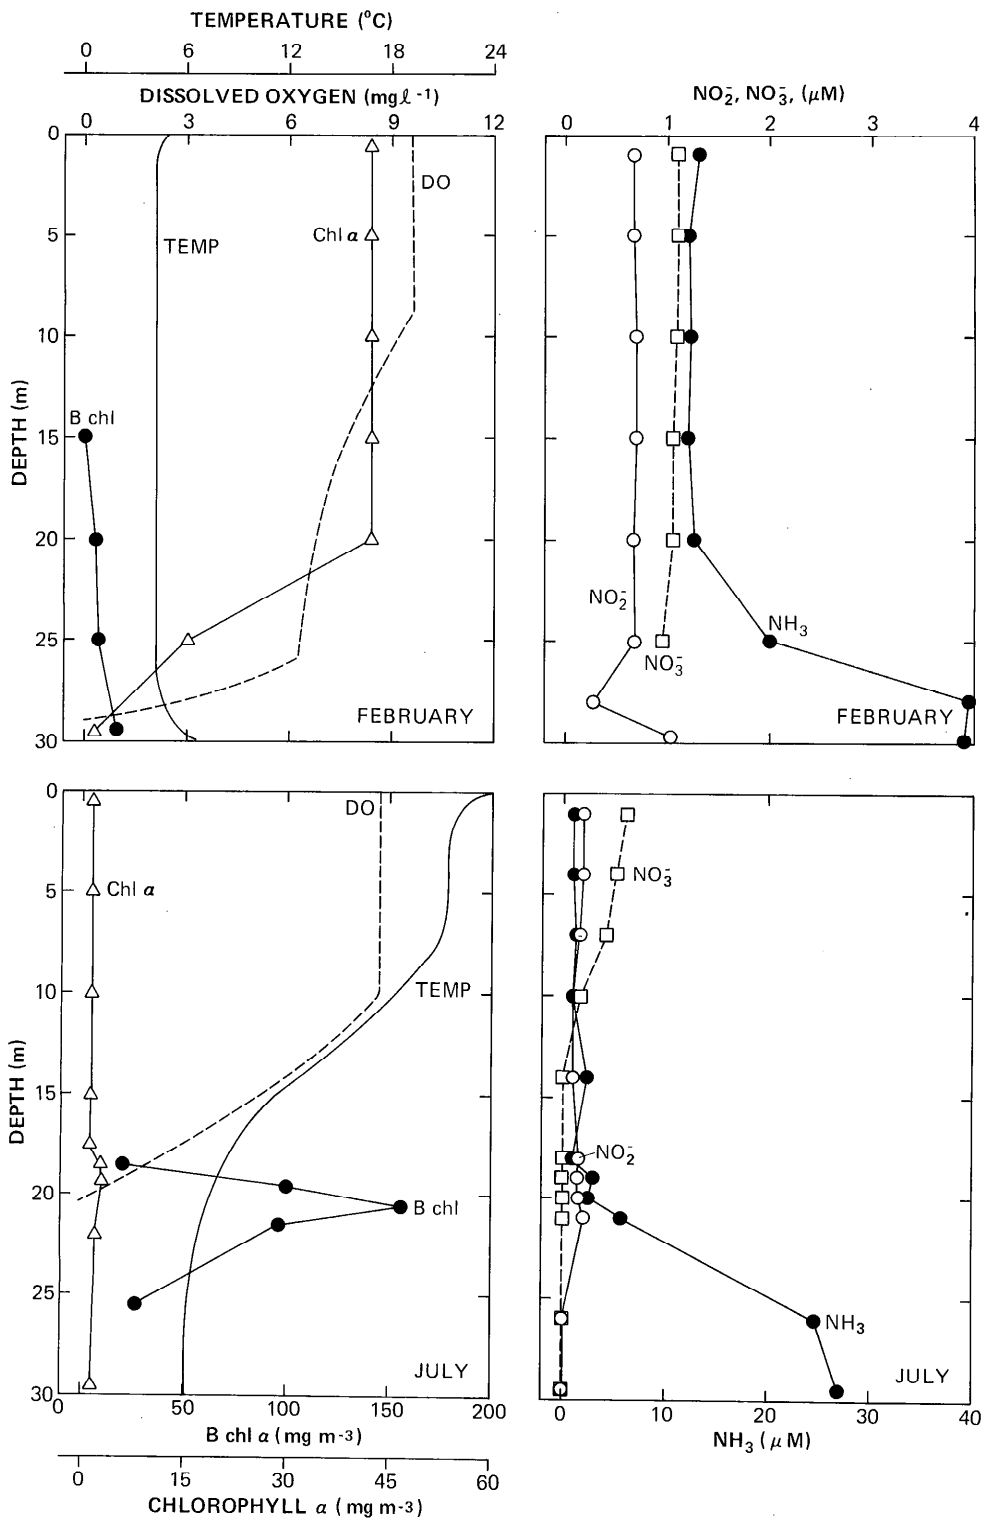 TEMPERATURE (°C)
0 6 12 18 24
DISSOLVED OXYGEN (mgℓ⁻¹)
0 3 6 9 12
0
5
10
15
20
25
30
DEPTH (m)
DO
Chl a
TEMP
B chl
FEBRUARY
NO₂⁻, NO₃⁻, (μM)
0 1 2 3 4
NO₂⁻
NH₃
NO₃⁻
FEBRUARY
0
5
10
15
20
25
30
DEPTH (m)
DO
Chl a
TEMP
B chl
JULY
0 50 100 150 200
B chl a (mg m⁻³)
0 15 30 45 60
CHLOROPHYLL a (mg m⁻³)
NO₃⁻
NO₂⁻
NH₃
JULY
0 10 20 30 40
NH₃ (μM)